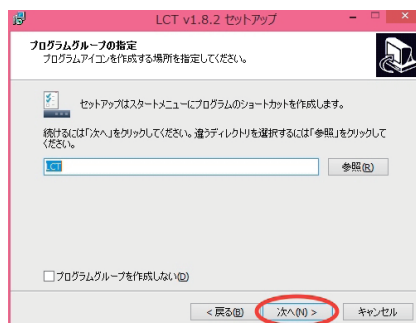 LCT v1.8.2 セットアップ
プログラムグループの指定
プログラムアイコンを作成する場所を指定してください。
セットアップはスタートメニューにプログラムのショートカットを作成します。
続けるには「次へ」をクリックしてください。違うディレクトリを選択するには「参照」をクリックして
ください。
LCT
参照(R)
プログラムグループを作成しない(D)
< 戻る(B)
次へ(N) >
キャンセル